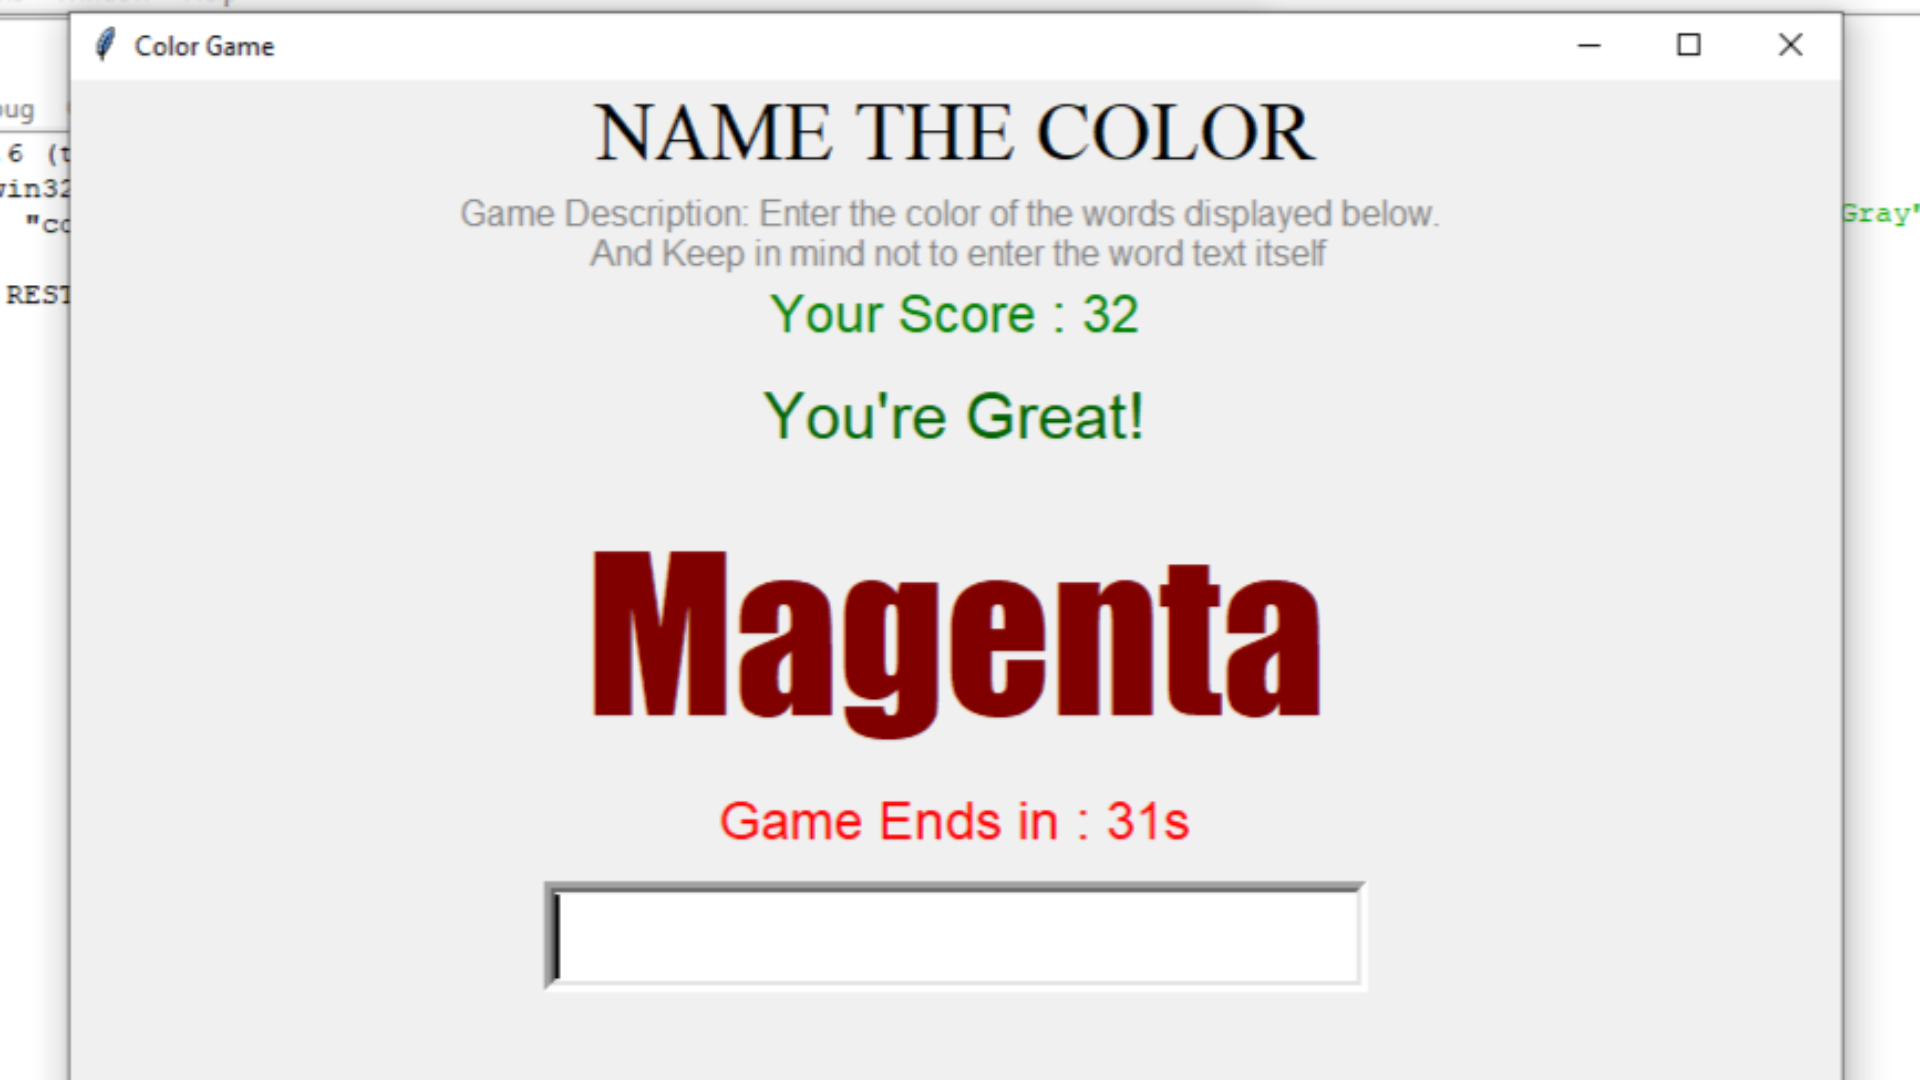 Color Game
NAME THE COLOR
Game Description: Enter the color of the words displayed below.
And Keep in mind not to enter the word text itself
Your Score : 32
You're Great!
Magenta
Game Ends in : 31s
.6 (t
win32
"co
REST
Gray"